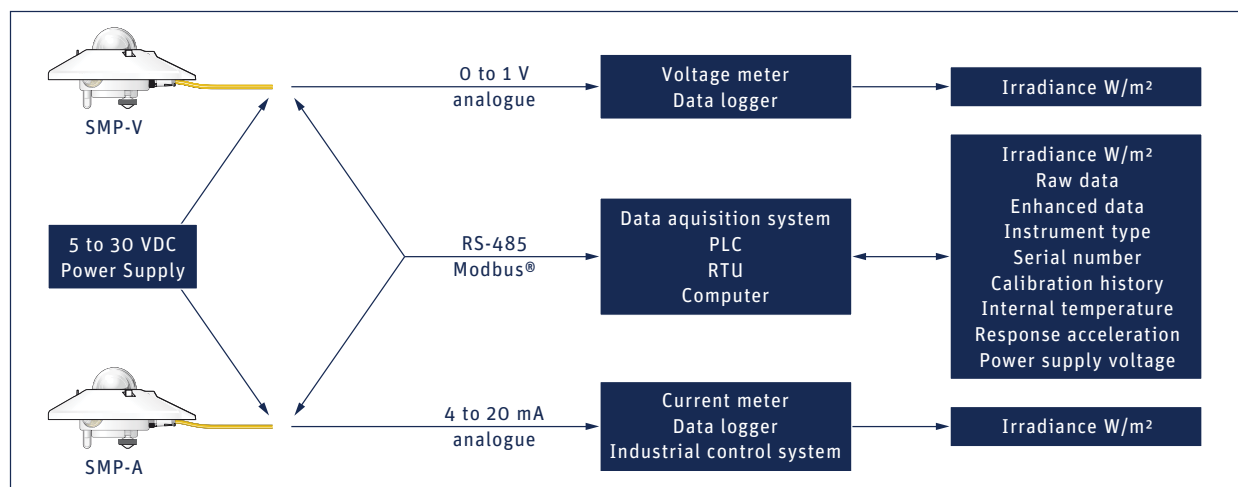 0 to 1 V
analogue
Voltage meter
Data logger
Irradiance W/m²
SMP-V
5 to 30 VDC
Power Supply
RS-485
Modbus®
Data aquisition system
PLC
RTU
Computer
Irradiance W/m²
Raw data
Enhanced data
Instrument type
Serial number
Calibration history
Internal temperature
Response acceleration
Power supply voltage
SMP-A
4 to 20 mA
analogue
Current meter
Data logger
Industrial control system
Irradiance W/m²